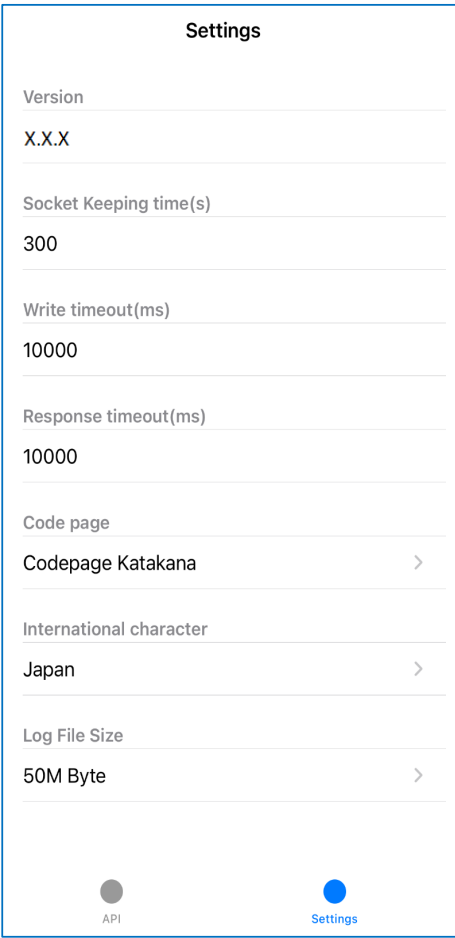 Settings
Version
X.X.X
Socket Keeping time(s)
300
Write timeout(ms)
10000
Response timeout(ms)
10000
Code page
Codepage Katakana
International character
Japan
Log File Size
50M Byte
API
Settings